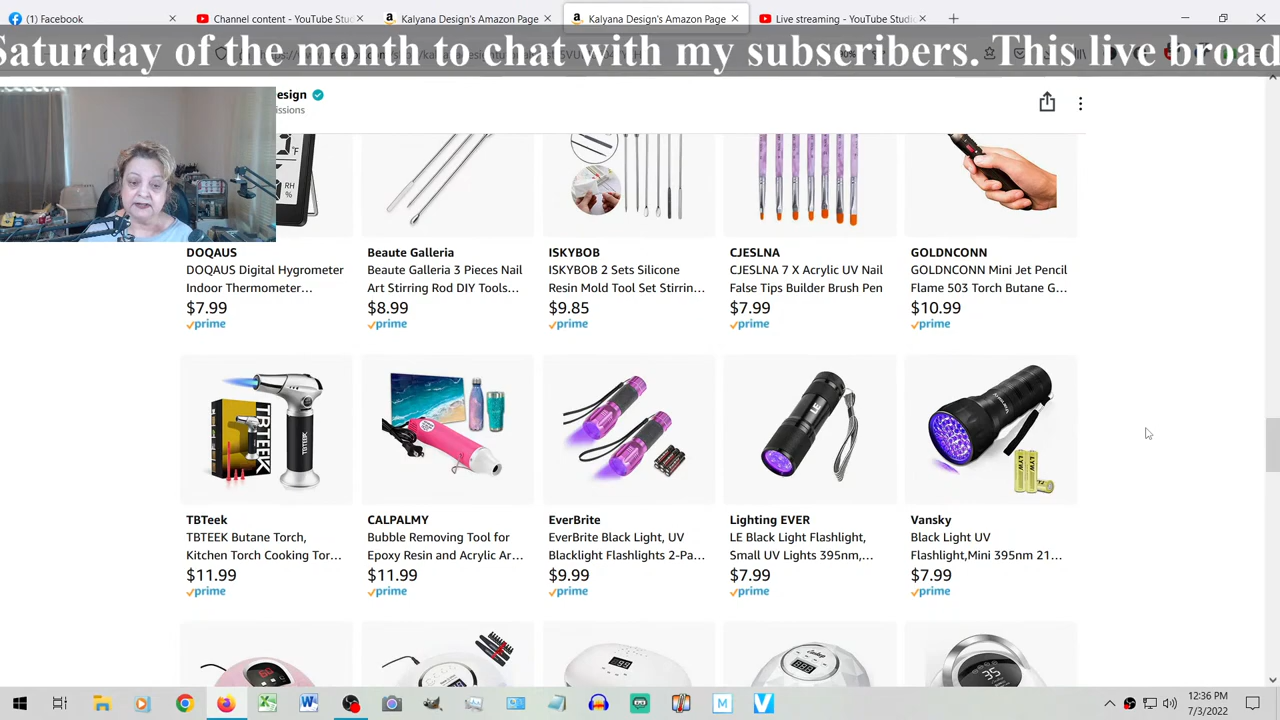 (1) Facebook
Channel content - YouTube Stu
Kalyana Design's Amazon Page
Kalyana Design's Amazon Page
Live streaming - YouTube Studi
Saturday of the month to chat with my subscribers. This live broad
esign
issions
°F
RH
%
DOQAUS
DOQAUS Digital Hygrometer
Indoor Thermometer…
$7.99
prime
Beaute Galleria
Beaute Galleria 3 Pieces Nail
Art Stirring Rod DIY Tools…
$8.99
prime
ISKYBOB
ISKYBOB 2 Sets Silicone
Resin Mold Tool Set Stirrin…
$9.85
prime
CJESLNA
CJESLNA 7 X Acrylic UV Nail
False Tips Builder Brush Pen
$7.99
prime
GOLDNCONN
GOLDNCONN Mini Jet Pencil
Flame 503 Torch Butane G…
$10.99
prime
TBTEEK
TBTEEK
TBTeek
TBTEEK Butane Torch,
Kitchen Torch Cooking Tor…
$11.99
prime
CALPALMY
Bubble Removing Tool for
Epoxy Resin and Acrylic Ar…
$11.99
prime
EverBrite
EverBrite Black Light, UV
Blacklight Flashlights 2-Pa…
$9.99
prime
LE
Lighting EVER
LE Black Light Flashlight,
Small UV Lights 395nm,…
$7.99
prime
Vansky
Black Light UV
Flashlight,Mini 395nm 21…
$7.99
prime
12:36 PM
7/3/2022